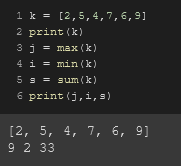 1 k = [2,5,4,7,6,9]
2 print(k)
3 j = max(k)
4 i = min(k)
5 s = sum(k)
6 print(j,i,s)
[2, 5, 4, 7, 6, 9]
9 2 33